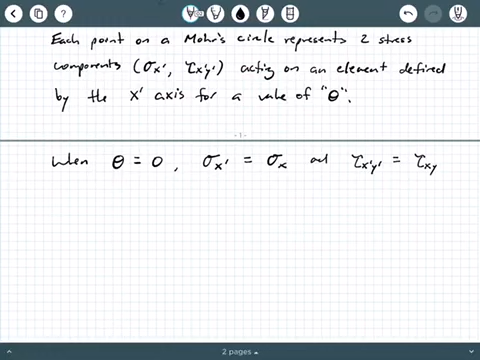 Each point on a Mohr's circle represents 2 stress
components (σx', τx'y') acting on an element defined
by the x' axis for a value of "θ".
- 1 -
When θ = 0, σx' = σx and τx'y' = τxy
2 pages